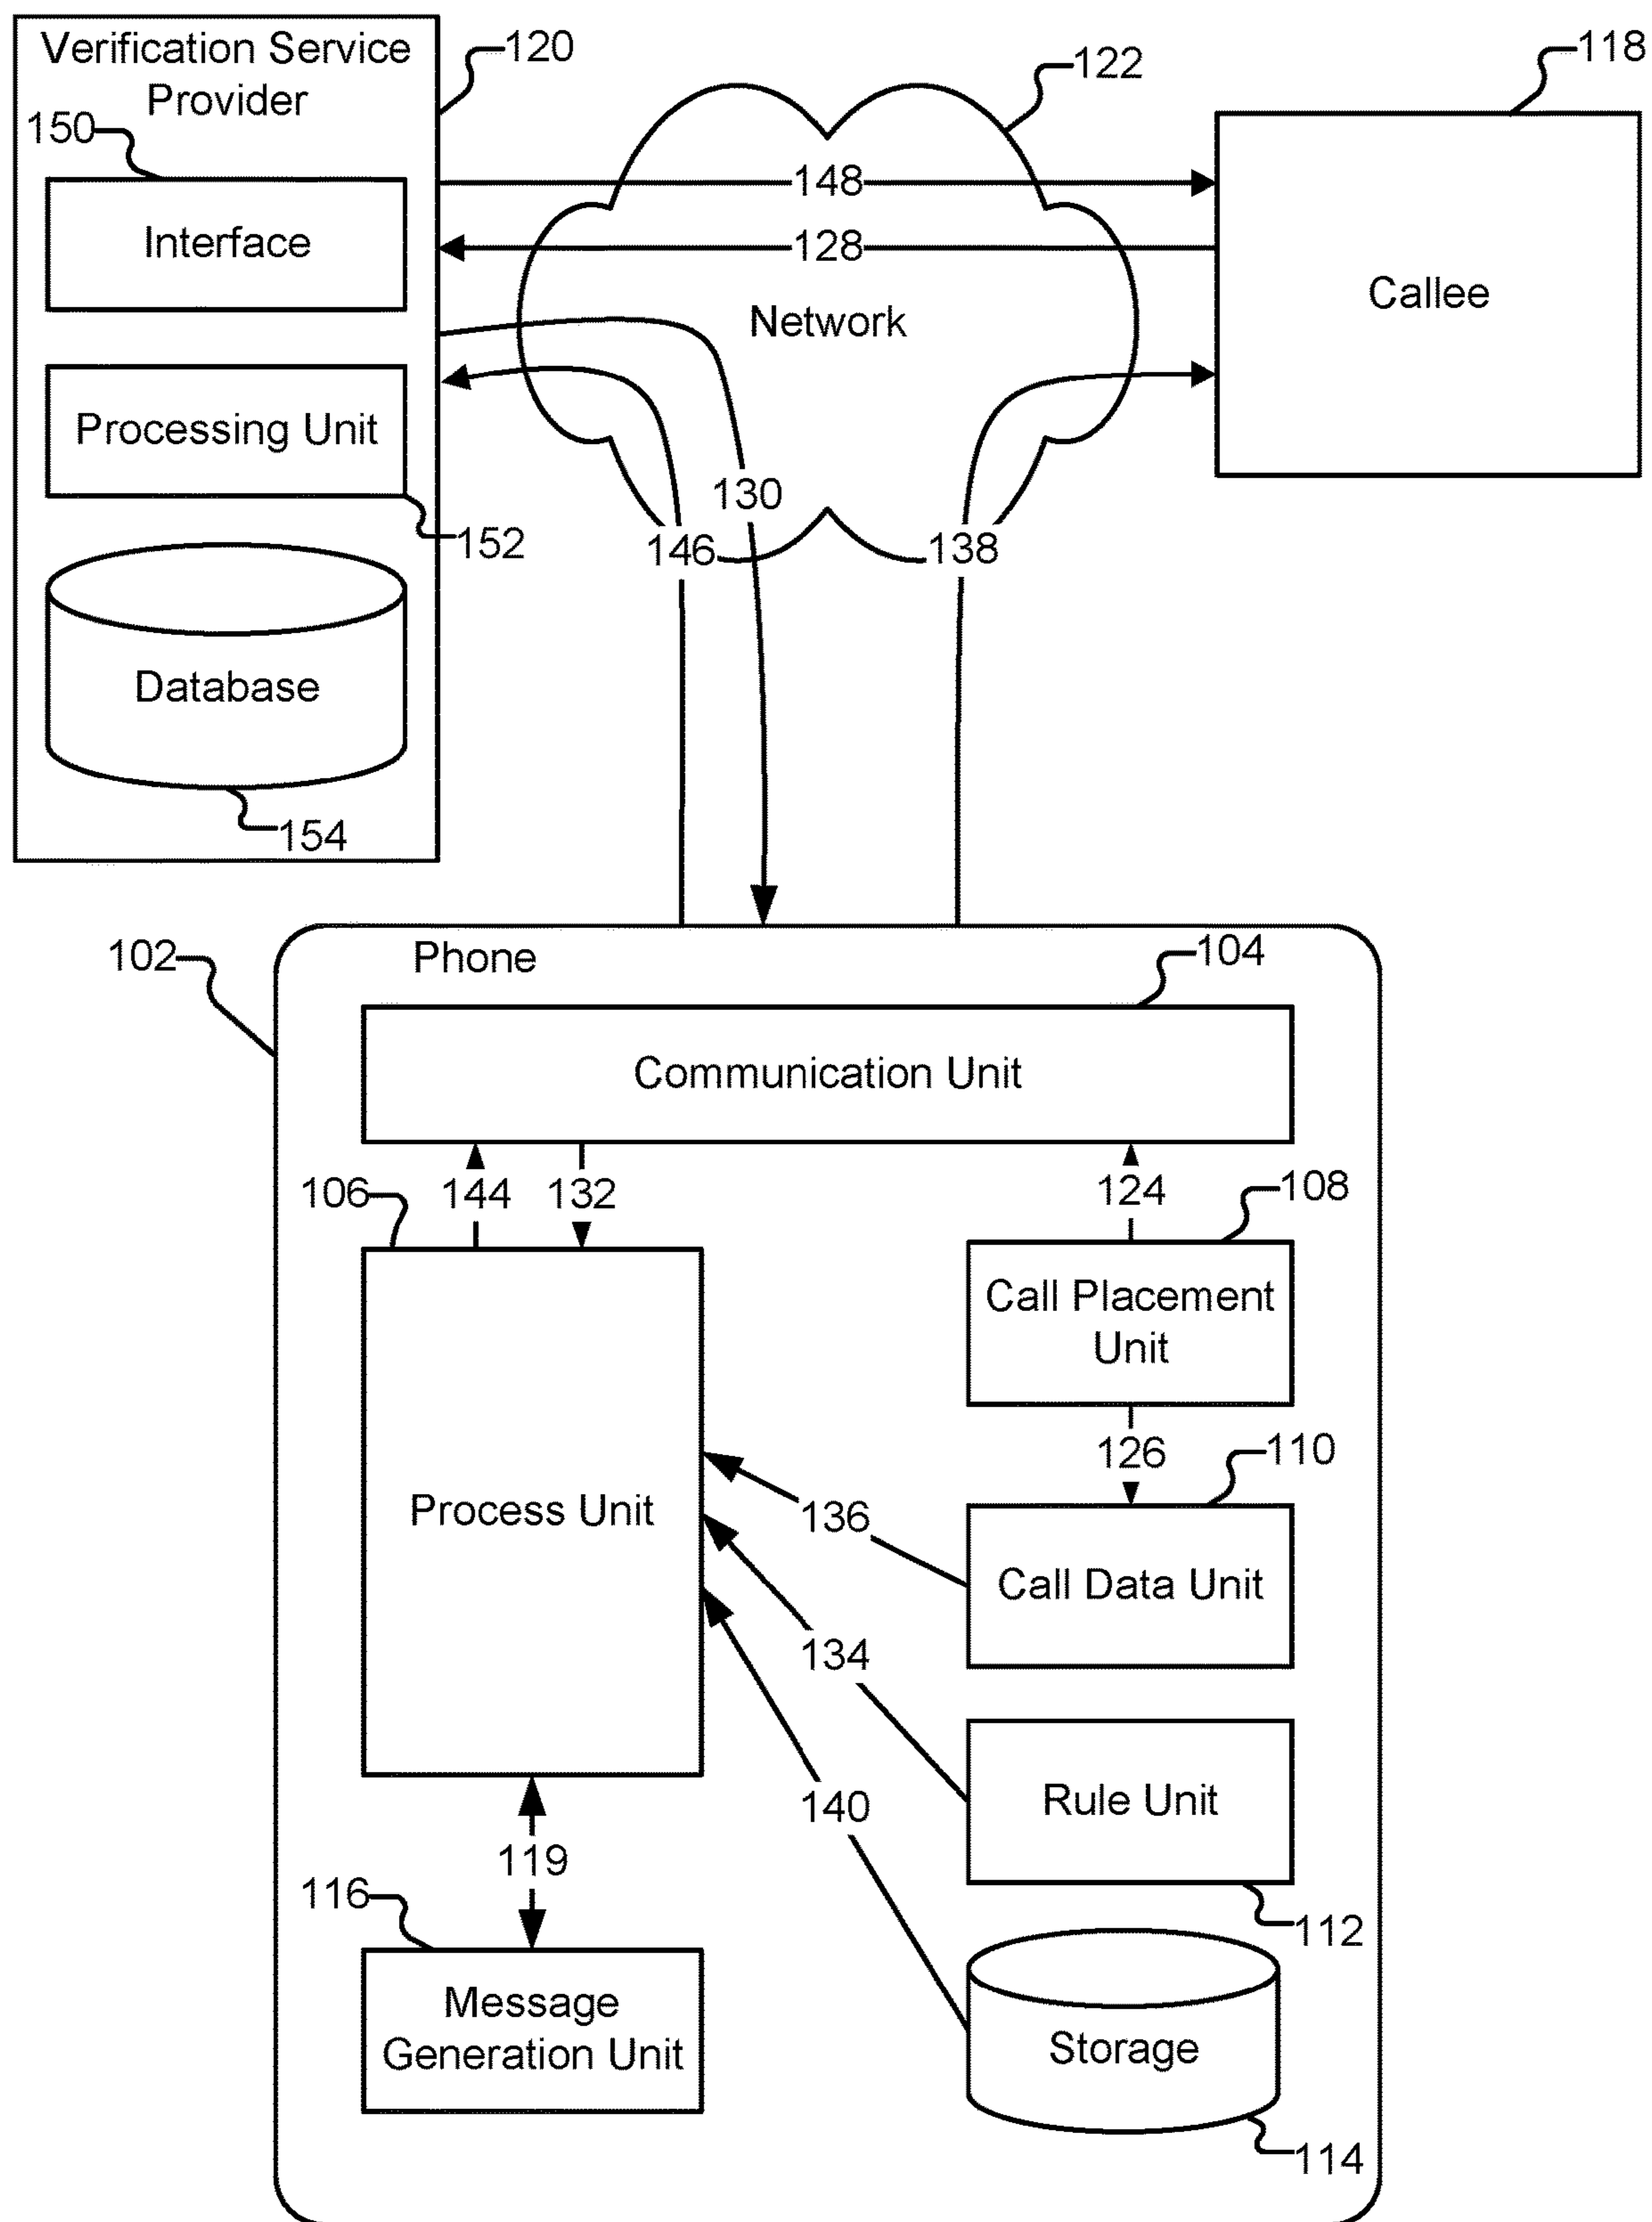 Verification Service
Provider
120
122
118
150
148
Interface
128
Callee
Network
Processing Unit
130
152
146
138
Database
154
102
Phone
104
Communication Unit
106
144
132
124
108
Call Placement
Unit
126
110
Process Unit
136
Call Data Unit
134
140
Rule Unit
119
116
112
Message
Generation Unit
Storage
114